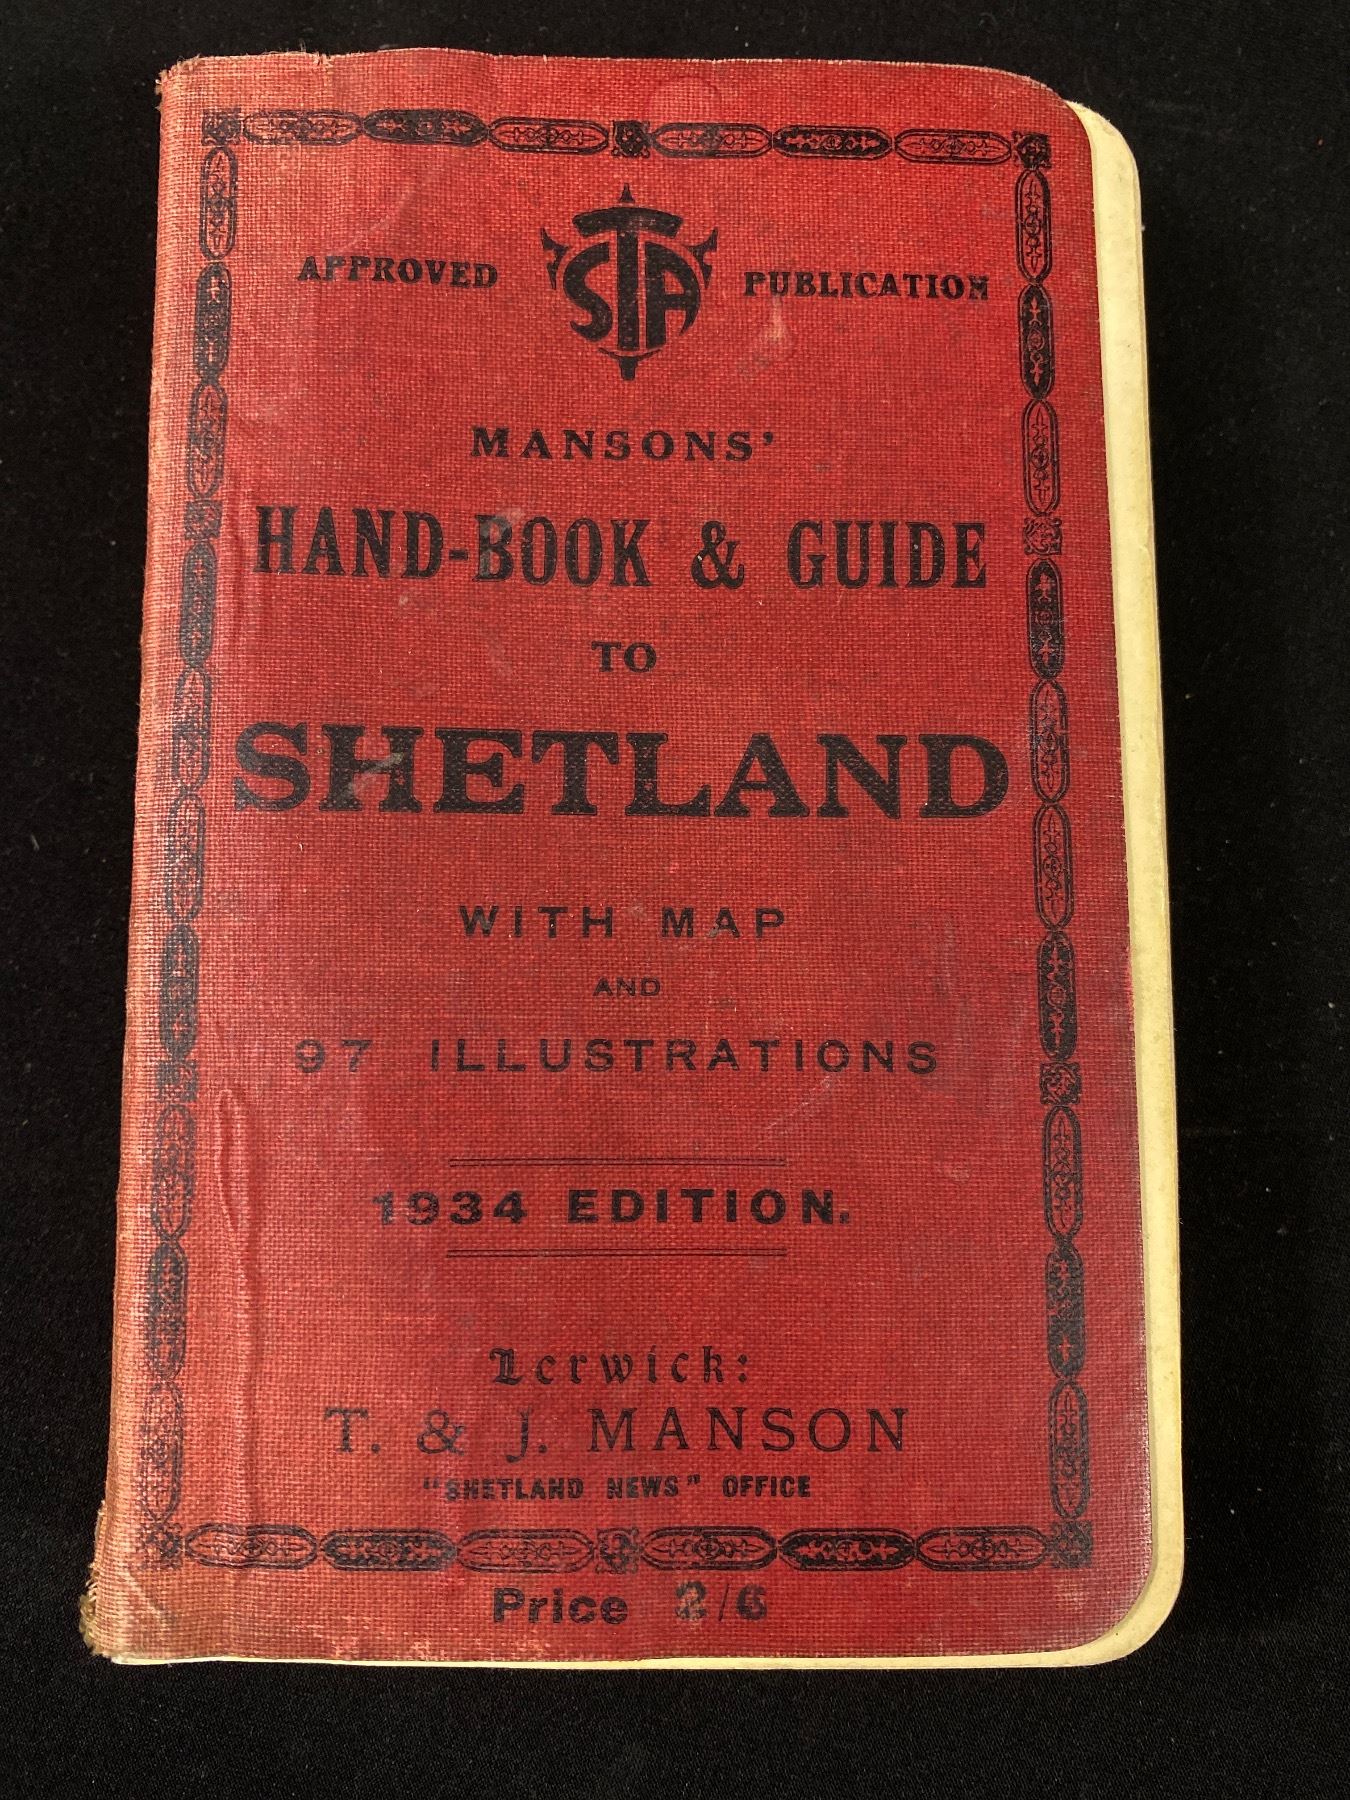 APPROVED STA PUBLICATION
MANSONS'
HAND-BOOK & GUIDE
TO
SHETLAND
WITH MAP
AND
97 ILLUSTRATIONS
1934 EDITION.
Lerwick:
T. & J. MANSON
"SHETLAND NEWS" OFFICE
Price 2/6